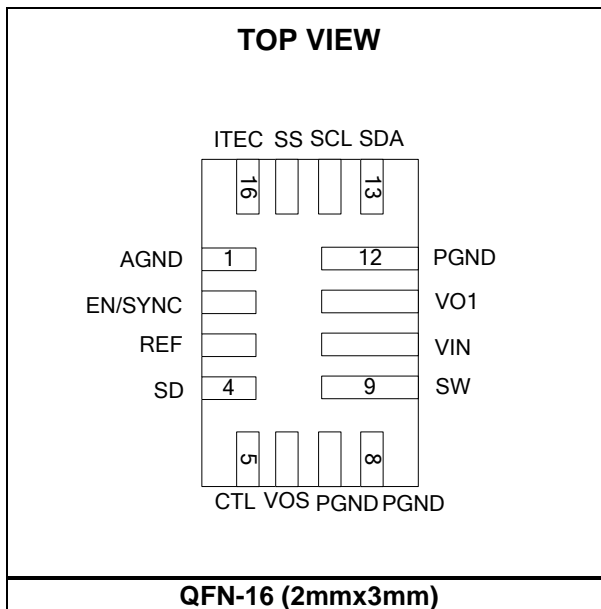 TOP VIEW
ITEC SS SCL SDA
16 13
AGND 1 12 PGND
EN/SYNC VO1
REF VIN
SD 4 9 SW
5 8
CTL VOS PGND PGND
QFN-16 (2mmx3mm)